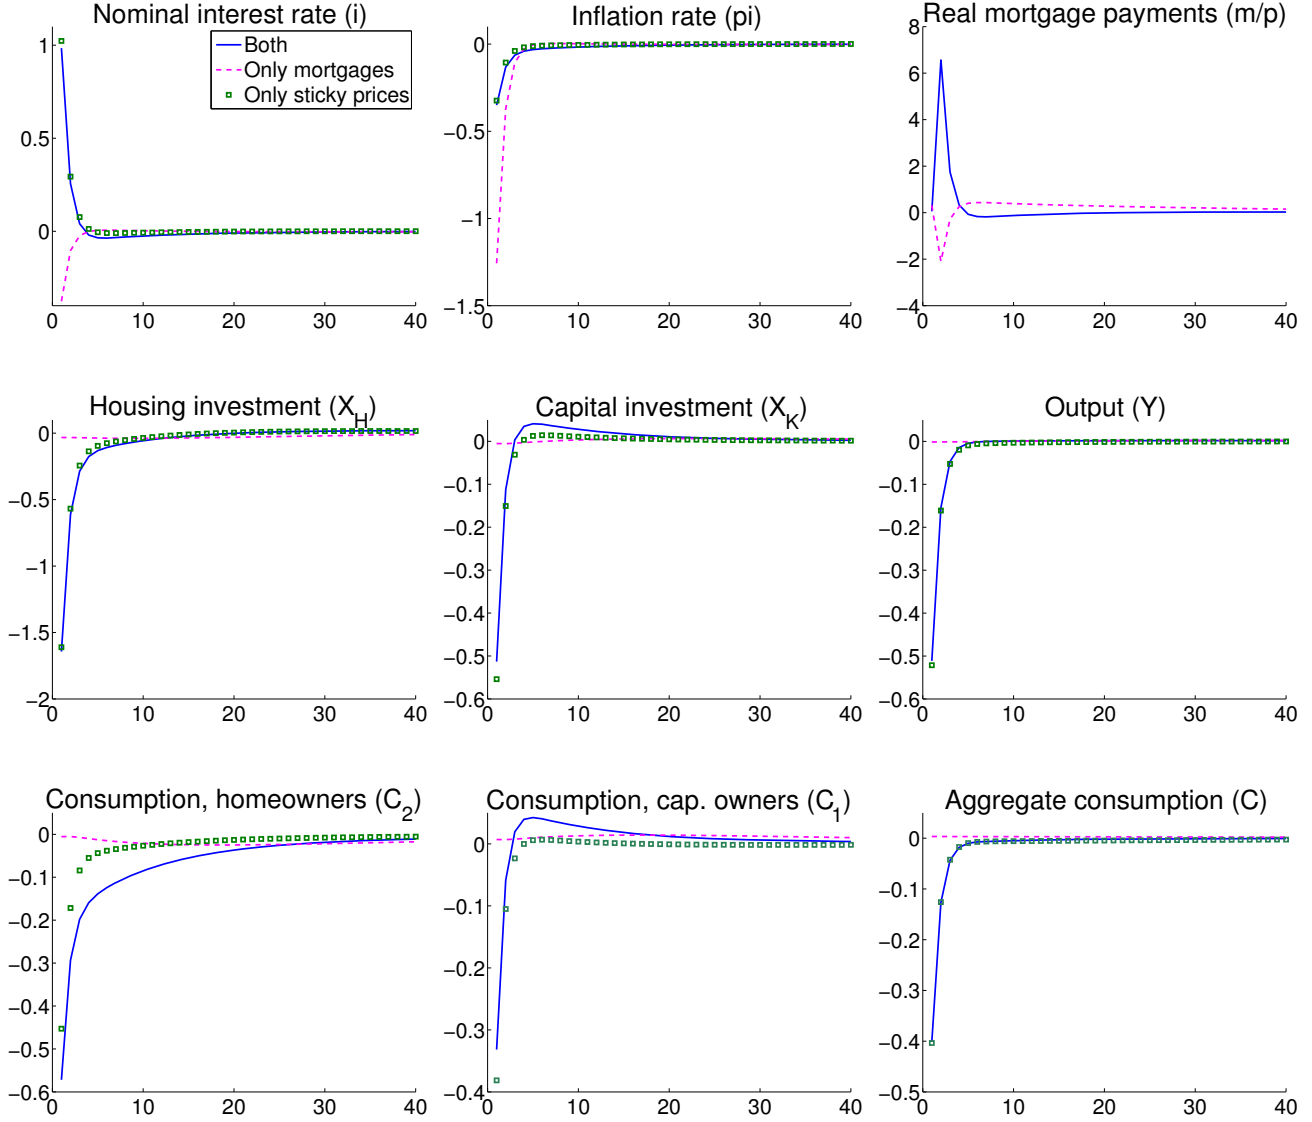 Nominal interest rate (i)
Inflation rate (pi)
Real mortgage payments (m/p)
Both
Only mortgages
Only sticky prices
1
0.5
0
0 10 20 30 40
0
−0.5
−1
−1.5
0 10 20 30 40
8
6
4
2
0
−2
−4
0 10 20 30 40
Housing investment (X_H)
Capital investment (X_K)
Output (Y)
0
−0.5
−1
−1.5
−2
0 10 20 30 40
0
−0.1
−0.2
−0.3
−0.4
−0.5
−0.6
0 10 20 30 40
0
−0.1
−0.2
−0.3
−0.4
−0.5
−0.6
0 10 20 30 40
Consumption, homeowners (C_2)
Consumption, cap. owners (C_1)
Aggregate consumption (C)
0
−0.1
−0.2
−0.3
−0.4
−0.5
−0.6
0 10 20 30 40
0
−0.1
−0.2
−0.3
−0.4
0 10 20 30 40
0
−0.1
−0.2
−0.3
−0.4
−0.5
0 10 20 30 40